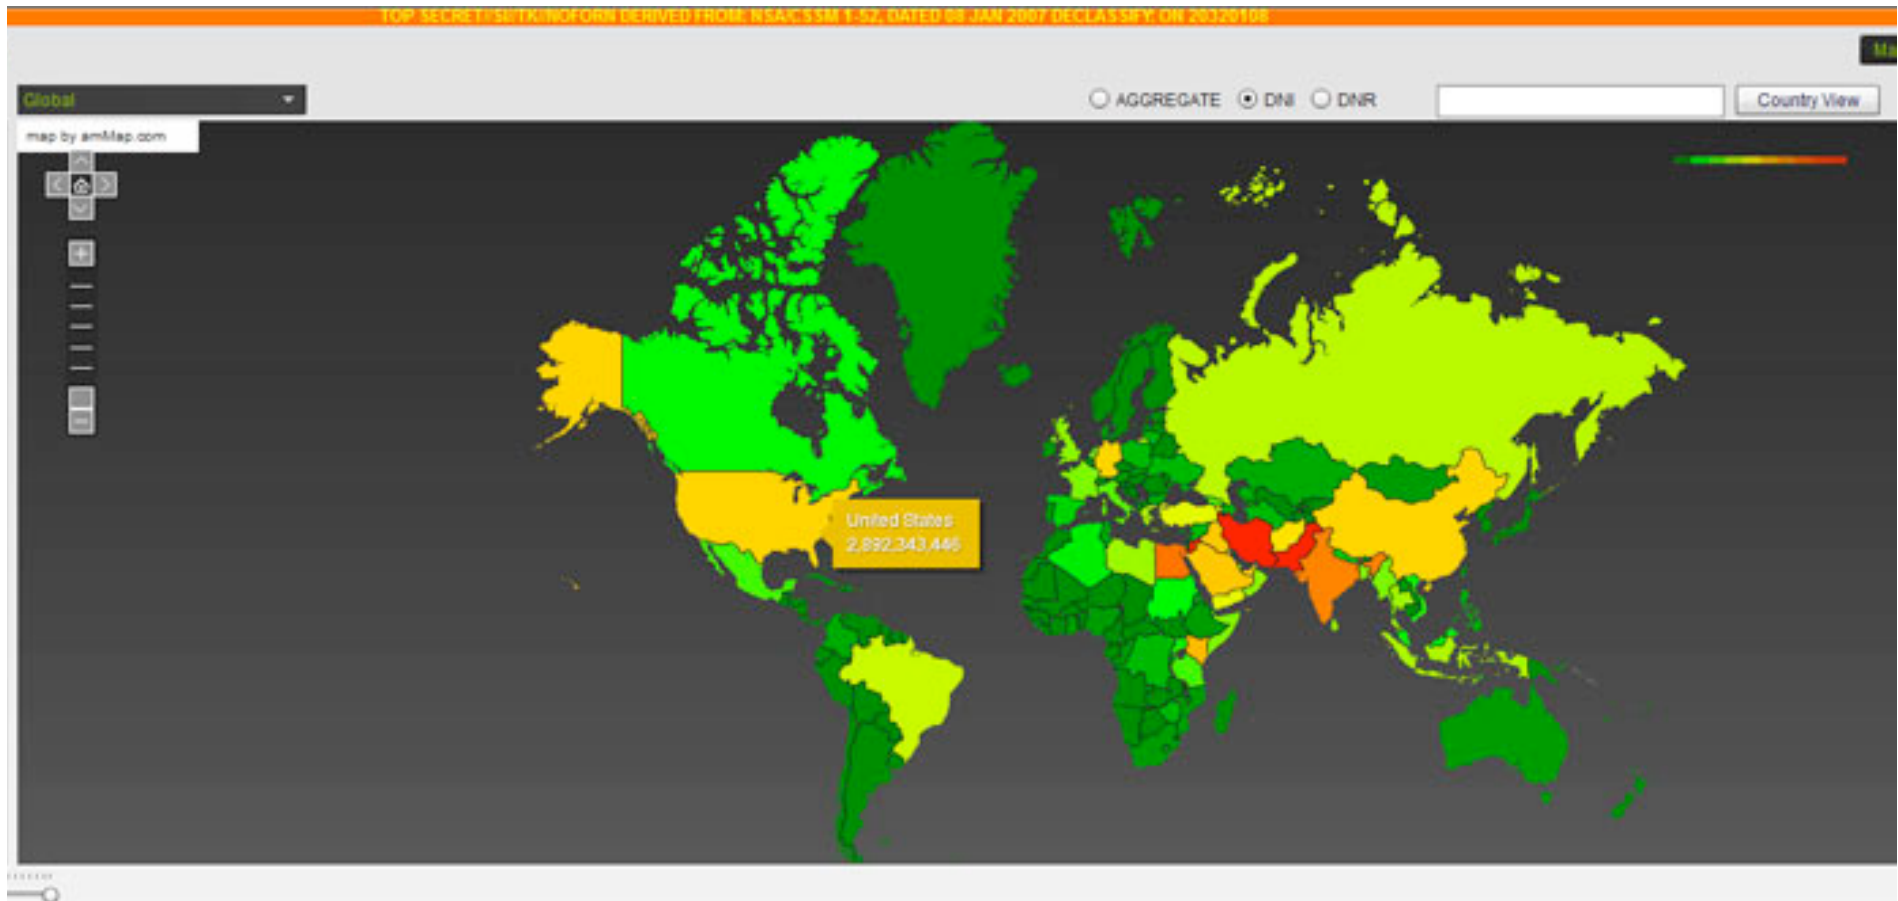 TOP SECRET//SI//TK//NOFORN DERIVED FROM: NSA/CSSM 1-52, DATED 08 JAN 2007 DECLASSIFY: ON 20320108
Ma
Global
AGGREGATE DNI DNR
Country View
map by amMap.com
United States
2,892,343,446